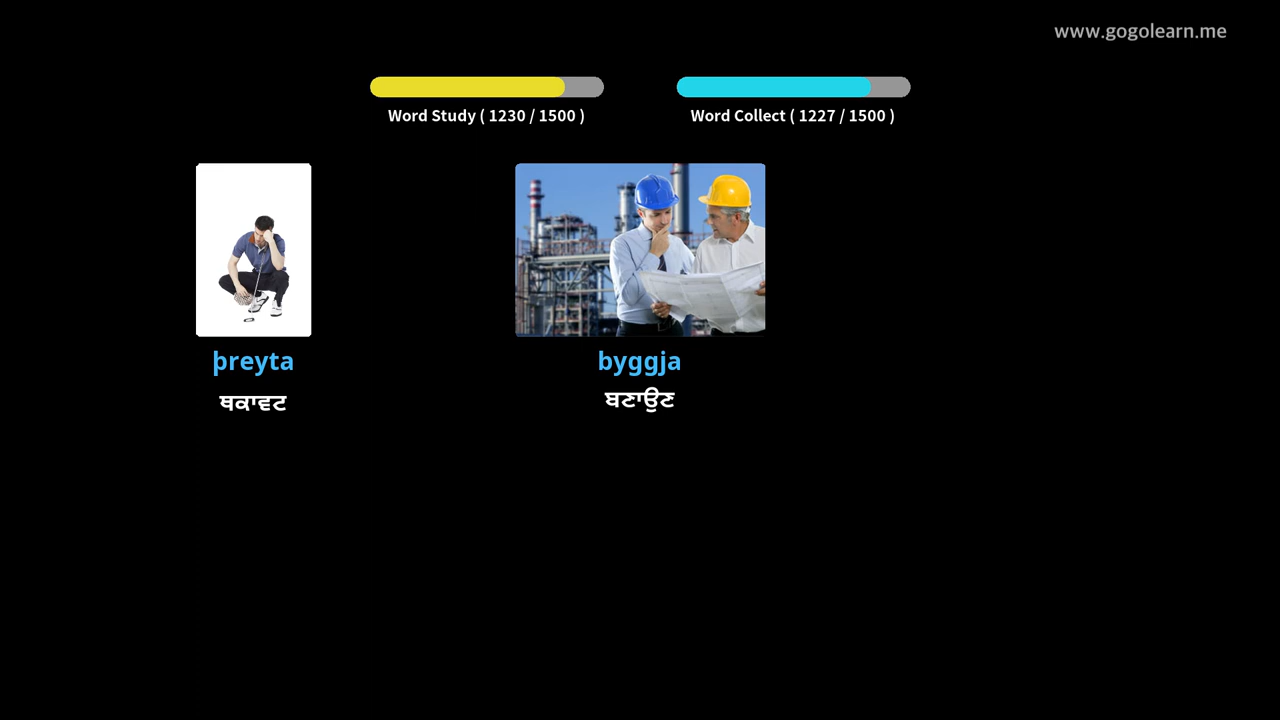 www.gogolearn.me
Word Study ( 1230 / 1500 )
Word Collect ( 1227 / 1500 )
þreyta
byggja
ਥਕਾਵਟ
ਬਣਾਉਣ